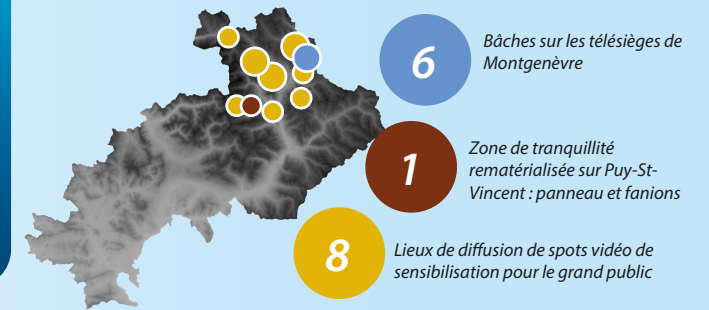 6
Bâches sur les télésièges de
Montgenèvre
1
Zone de tranquillité
rematérialisée sur Puy-St-
Vincent : panneau et fanions
8
Lieux de diffusion de spots vidéo de
sensibilisation pour le grand public